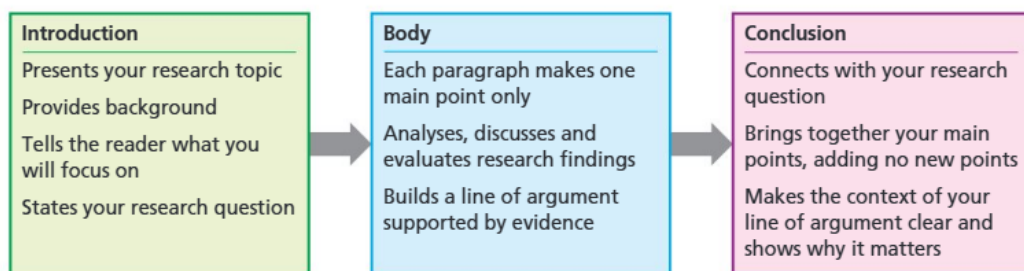 Introduction
Presents your research topic
Provides background
Tells the reader what you
will focus on
States your research question
Body
Each paragraph makes one
main point only
Analyses, discusses and
evaluates research findings
Builds a line of argument
supported by evidence
Conclusion
Connects with your research
question
Brings together your main
points, adding no new points
Makes the context of your
line of argument clear and
shows why it matters